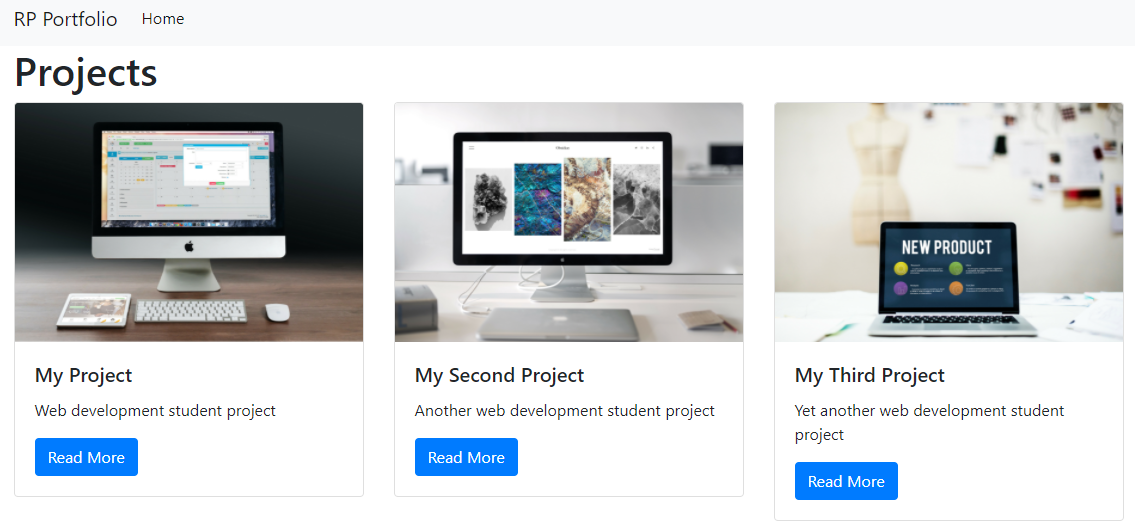 RP Portfolio Home
Projects
NEW PRODUCT
My Project
Web development student project
Read More
My Second Project
Another web development student project
Read More
My Third Project
Yet another web development student
project
Read More